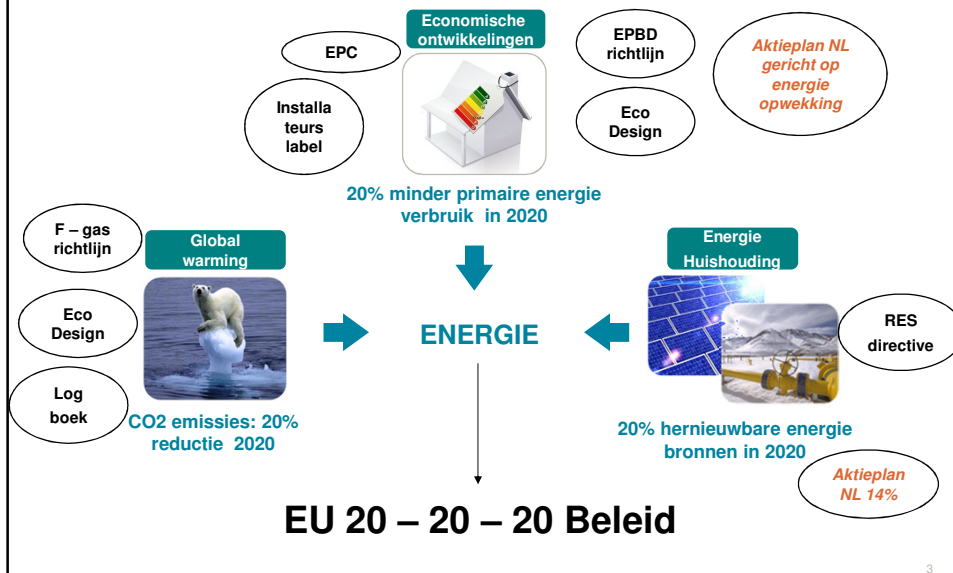 Economische
ontwikkelingen
EPC
EPBD
richtlijn
Aktieplan NL
gericht op
energie
opwekking
Installa
teurs
label
Eco
Design
20% minder primaire energie
verbruik in 2020
F – gas
richtlijn
Global
warming
Energie
Huishouding
Eco
Design
ENERGIE
RES
directive
Log
boek
CO2 emissies: 20%
reductie 2020
20% hernieuwbare energie
bronnen in 2020
Aktieplan
NL 14%
EU 20 – 20 – 20 Beleid
3